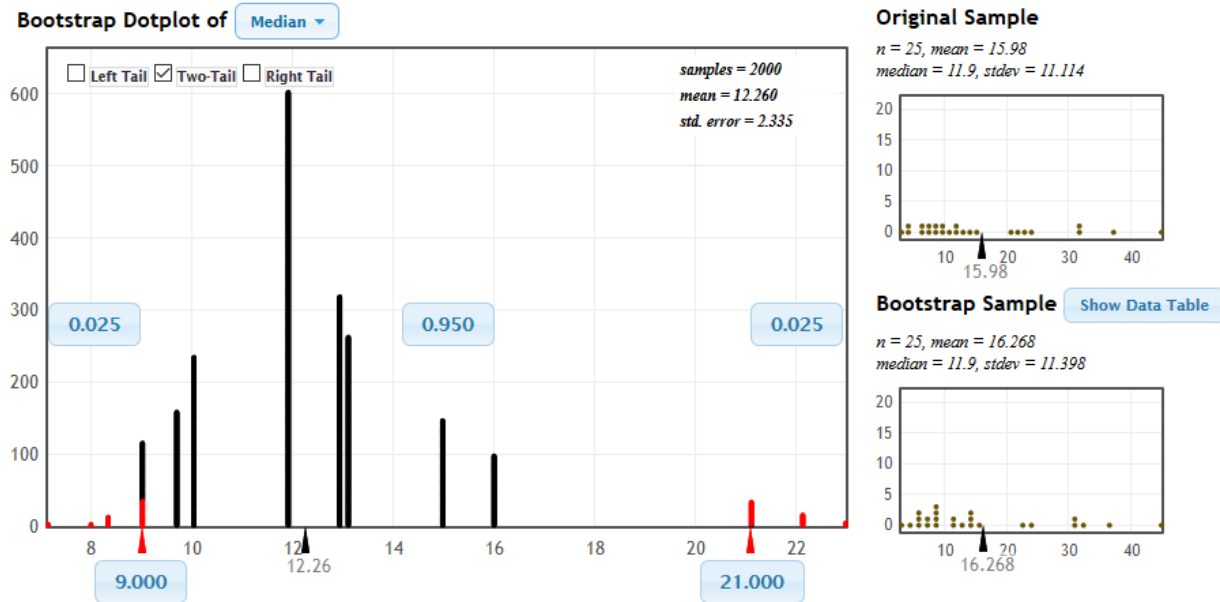 Bootstrap Dotplot of Median
Left Tail Two-Tail Right Tail
samples = 2000
mean = 12.260
std. error = 2.335
600
500
400
300
200
100
0
0.025
0.950
0.025
8 10 12 14 16 18 20 22
12.26
9.000
21.000
Original Sample
n = 25, mean = 15.98
median = 11.9, stdev = 11.114
20
15
10
5
0
10 20 30 40
15.98
Bootstrap Sample Show Data Table
n = 25, mean = 16.268
median = 11.9, stdev = 11.398
20
15
10
5
0
10 20 30 40
16.268